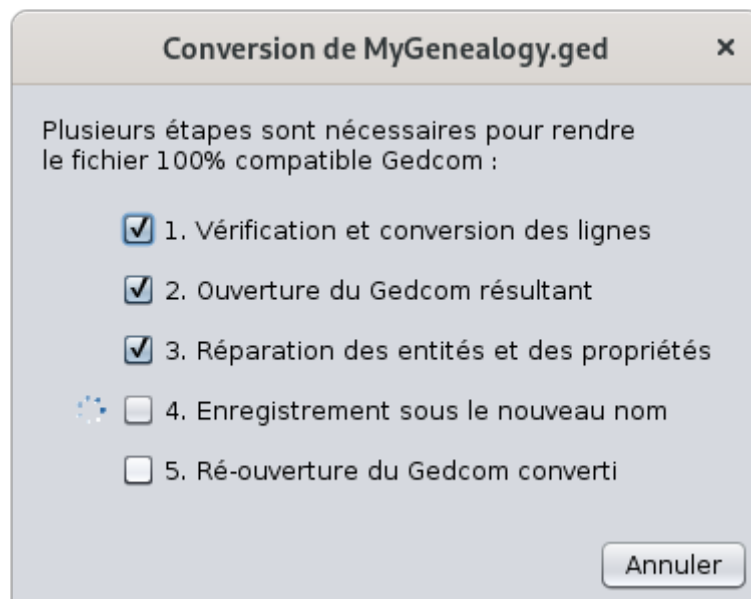 Conversion de MyGenealogy.ged
Plusieurs étapes sont nécessaires pour rendre
le fichier 100% compatible Gedcom :
1. Vérification et conversion des lignes
2. Ouverture du Gedcom résultant
3. Réparation des entités et des propriétés
4. Enregistrement sous le nouveau nom
5. Ré-ouverture du Gedcom converti
Annuler